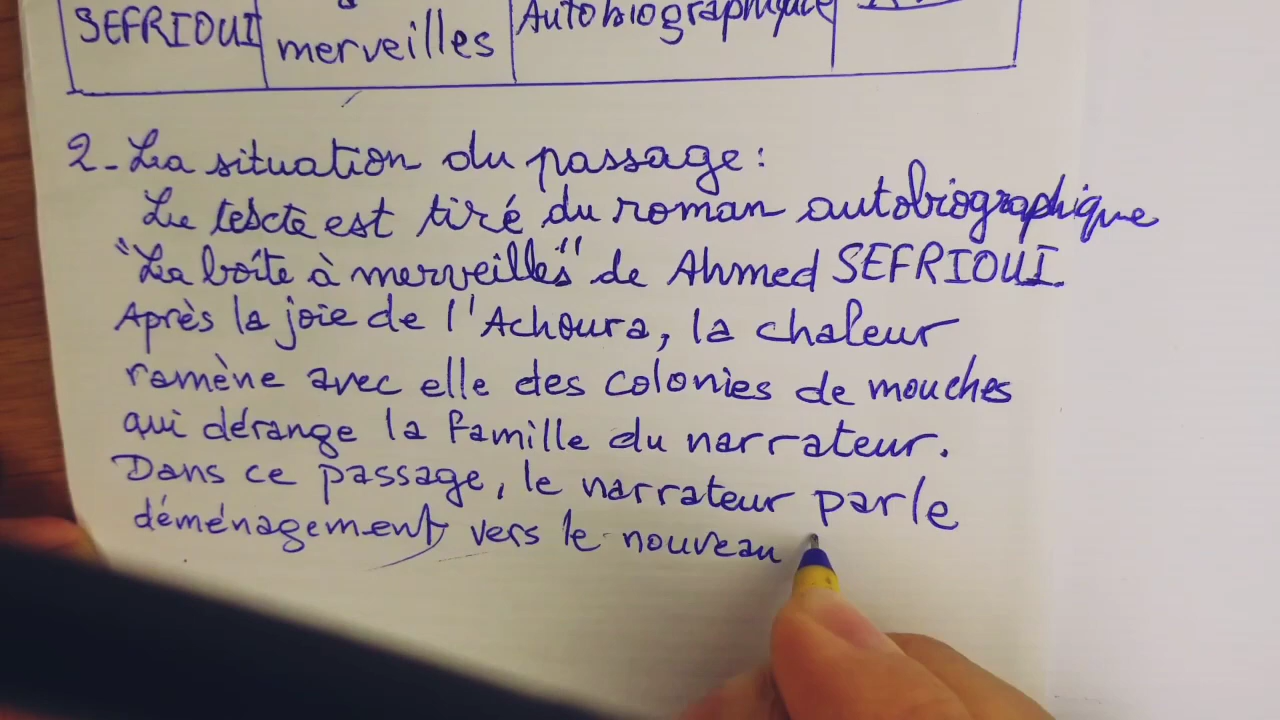 SEFRIOUI
merveilles
Autobiographique
2- La situation du passage :
Le texte est tiré du roman autobiographique
"La boîte à merveilles" de Ahmed SEFRIOUI.
Après la joie de l'Achoura, la chaleur
ramène avec elle des colonies de mouches
qui dérange la famille du narrateur.
Dans ce passage, le narrateur parle
déménagement vers le nouveau